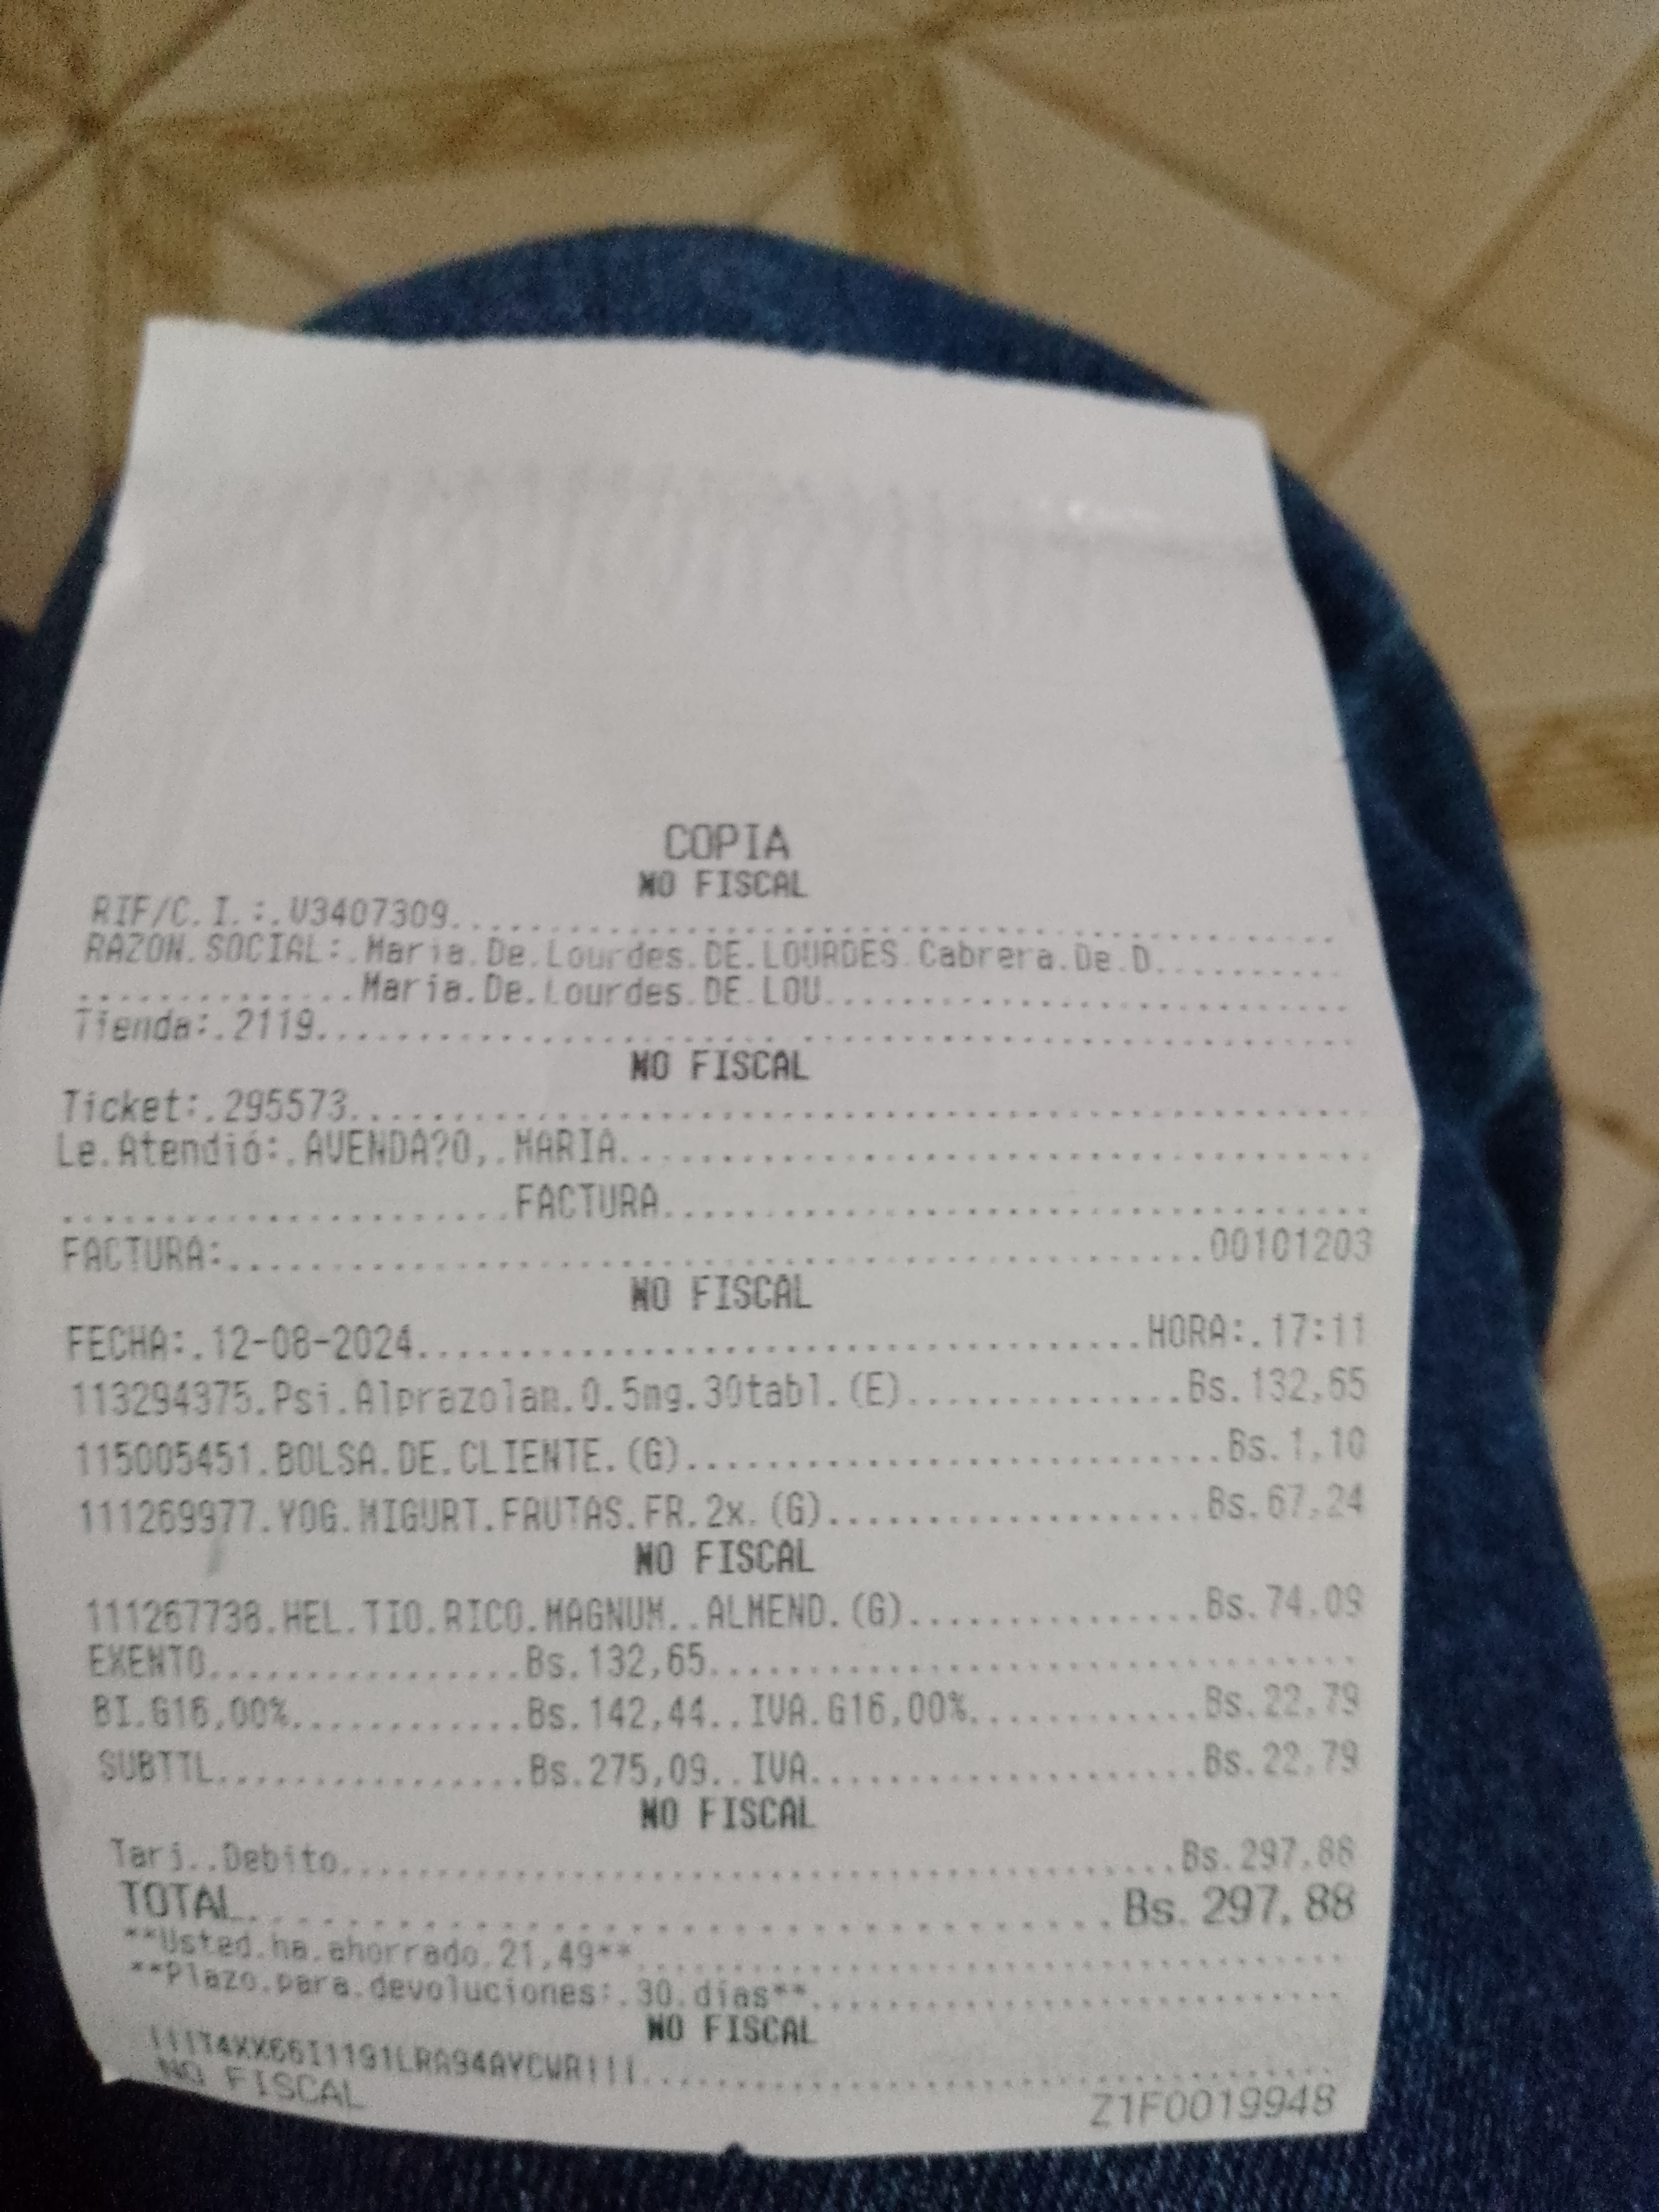 COPIA
NO FISCAL
RIF/C.I.:.V3407309
RAZON.SOCIAL:.Maria.De.Lourdes.DE.LOURDES.Cabrera.De.D
Maria.De.Lourdes.DE.LOU
Tienda:.2119
NO FISCAL
Ticket:.295573
Le.Atendió:.AVENDA?O,.MARIA
FACTURA
FACTURA: 00101203
NO FISCAL
FECHA:.12-08-2024 HORA:.17:11
113294375.Psi.Alprazolam.0.5mg.30tabl.(E) Bs.132,65
115005451.BOLSA.DE.CLIENTE.(G) Bs.1,10
111269977.YOG.MIGURT.FRUTAS.FR.2x.(G) Bs.67,24
NO FISCAL
111267738.HEL.TIO.RICO.MAGNUM..ALMEND.(G) Bs.74,09
EXENTO Bs.132,65
BI.G16,00% Bs.142,44..IVA.G16,00% Bs.22,79
SUBTTL Bs.275,09..IVA Bs.22,79
NO FISCAL
Tarj..Debito Bs.297,88
TOTAL Bs.297,88
**Usted.ha.ahorrado.21,49**
**Plazo.para.devoluciones:.30.días**
NO FISCAL
NO FISCAL Z1F0019948